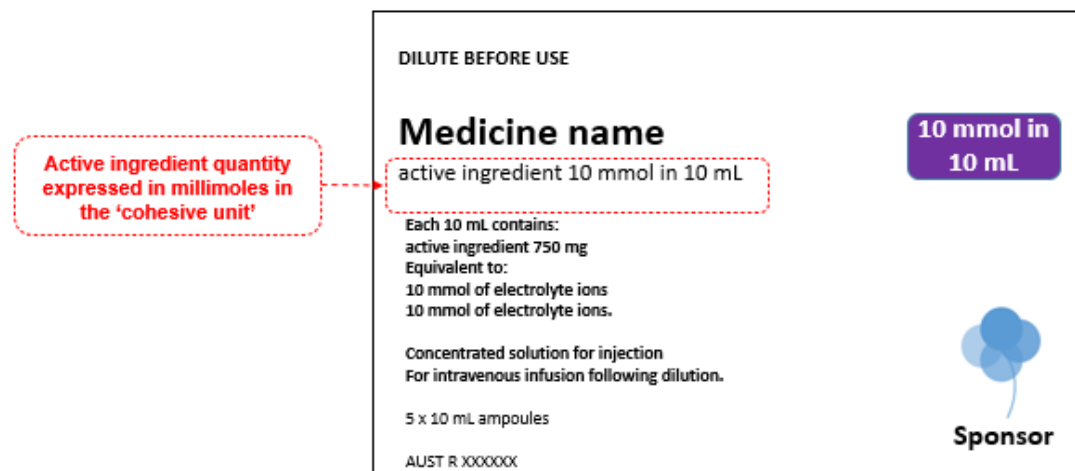 DILUTE BEFORE USE
Medicine name
active ingredient 10 mmol in 10 mL
10 mmol in
10 mL
Active ingredient quantity
expressed in millimoles in
the ‘cohesive unit’
Each 10 mL contains:
active ingredient 750 mg
Equivalent to:
10 mmol of electrolyte ions
10 mmol of electrolyte ions.
Concentrated solution for injection
For intravenous infusion following dilution.
5 x 10 mL ampoules
AUST R XXXXXX
Sponsor